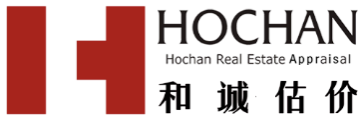 HOCHAN
Hochan Real Estate Appraisal
和诚估价